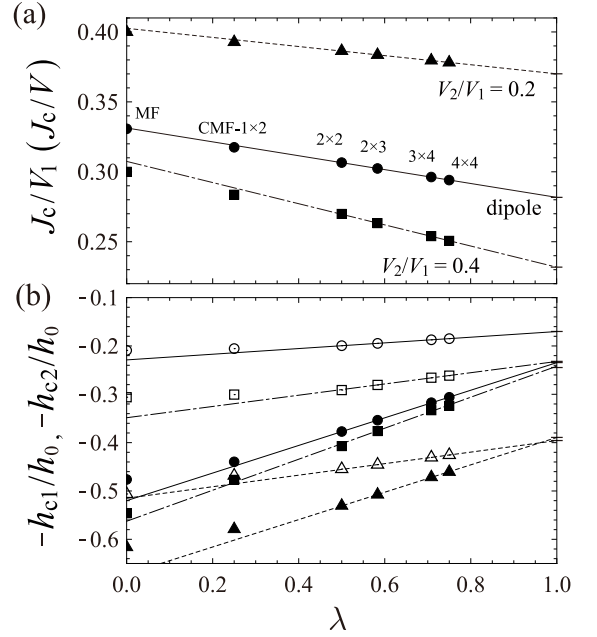 (a)
0.40
0.35
0.30
0.25
J_c/V_1 (J_c/V)
V_2/V_1 = 0.2
MF
CMF-1×2
2×2
2×3
3×4
4×4
dipole
V_2/V_1 = 0.4
(b)
-0.1
-0.2
-0.3
-0.4
-0.5
-0.6
-h_c1/h_0, -h_c2/h_0
0.0
0.2
0.4
0.6
0.8
1.0
λ